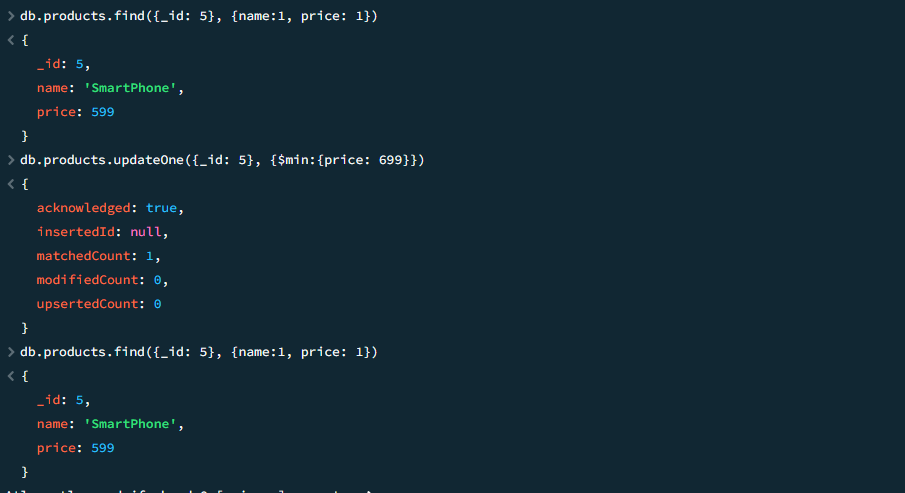 > db.products.find({_id: 5}, {name:1, price: 1})
< {
_id: 5,
name: 'SmartPhone',
price: 599
}
> db.products.updateOne({_id: 5}, {$min:{price: 699}})
< {
acknowledged: true,
insertedId: null,
matchedCount: 1,
modifiedCount: 0,
upsertedCount: 0
}
> db.products.find({_id: 5}, {name:1, price: 1})
< {
_id: 5,
name: 'SmartPhone',
price: 599
}